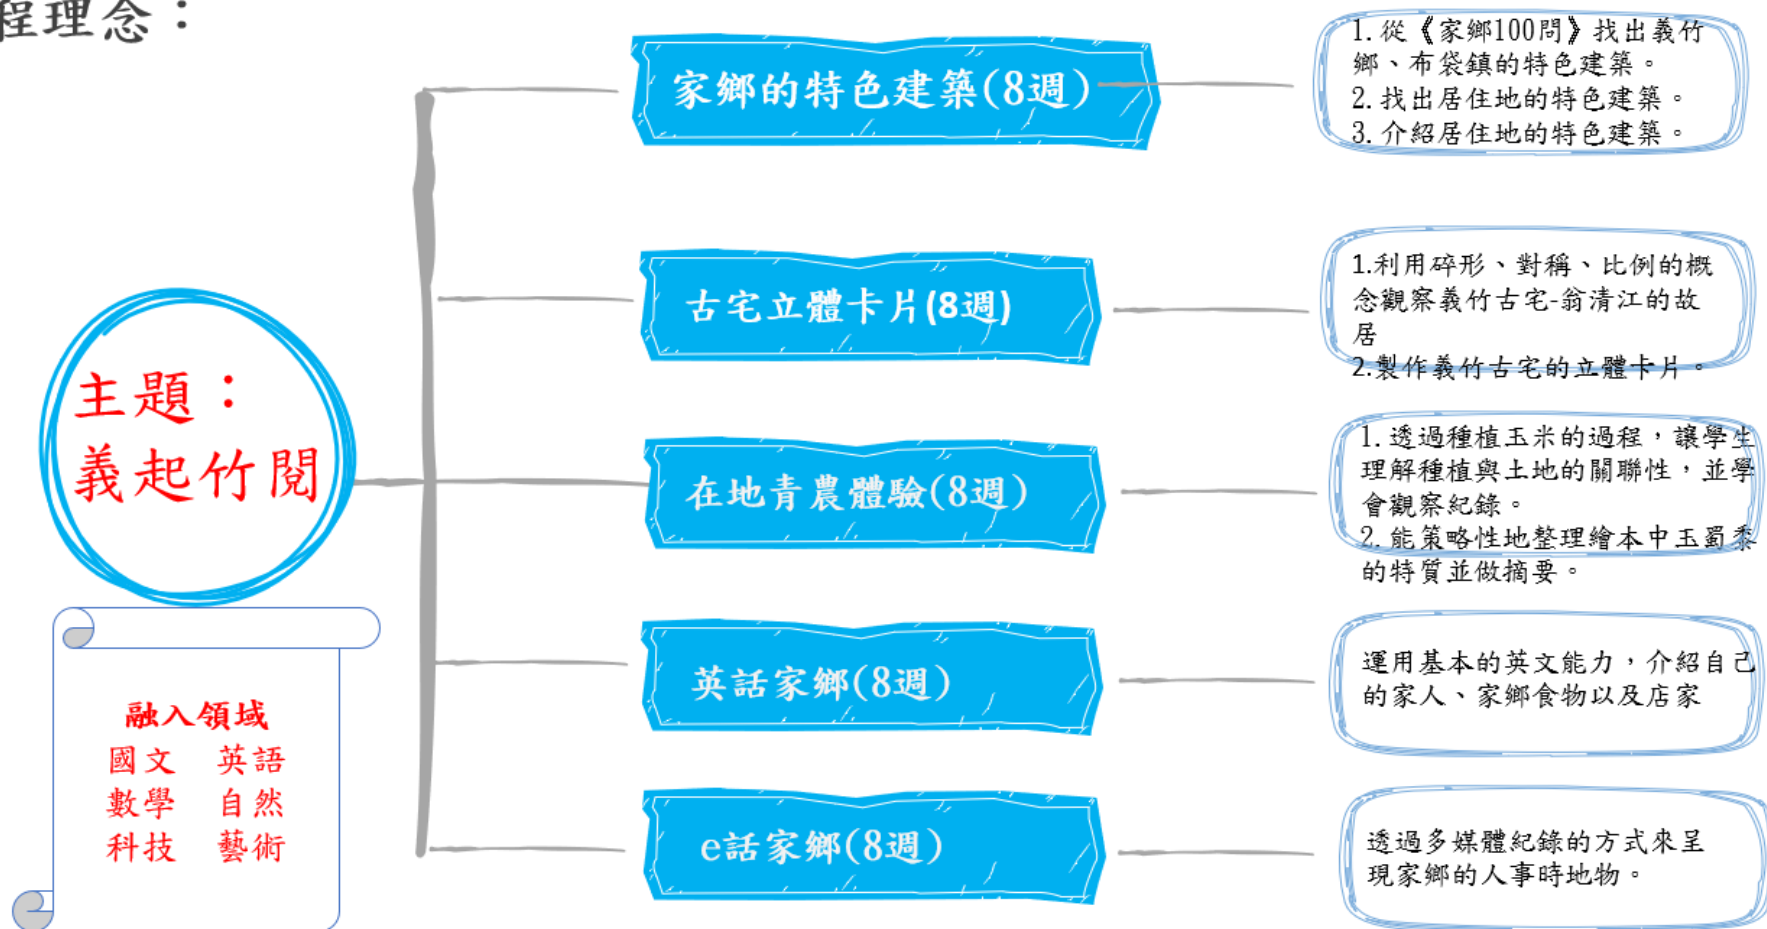 程理念：
主題：
義起竹閱
融入領域
國文 英語
數學 自然
科技 藝術
家鄉的特色建築(8週)
1. 從《家鄉100問》找出義竹
鄉、布袋鎮的特色建築。
2. 找出居住地的特色建築。
3. 介紹居住地的特色建築。
古宅立體卡片(8週)
1.利用碎形、對稱、比例的概
念觀察義竹古宅-翁清江的故
居
2.製作義竹古宅的立體卡片。
在地青農體驗(8週)
1. 透過種植玉米的過程，讓學生
理解種植與土地的關聯性，並學
會觀察紀錄。
2. 能策略性地整理繪本中玉蜀黍
的特質並做摘要。
英話家鄉(8週)
運用基本的英文能力，介紹自己
的家人、家鄉食物以及店家
e話家鄉(8週)
透過多媒體紀錄的方式來呈
現家鄉的人事時地物。